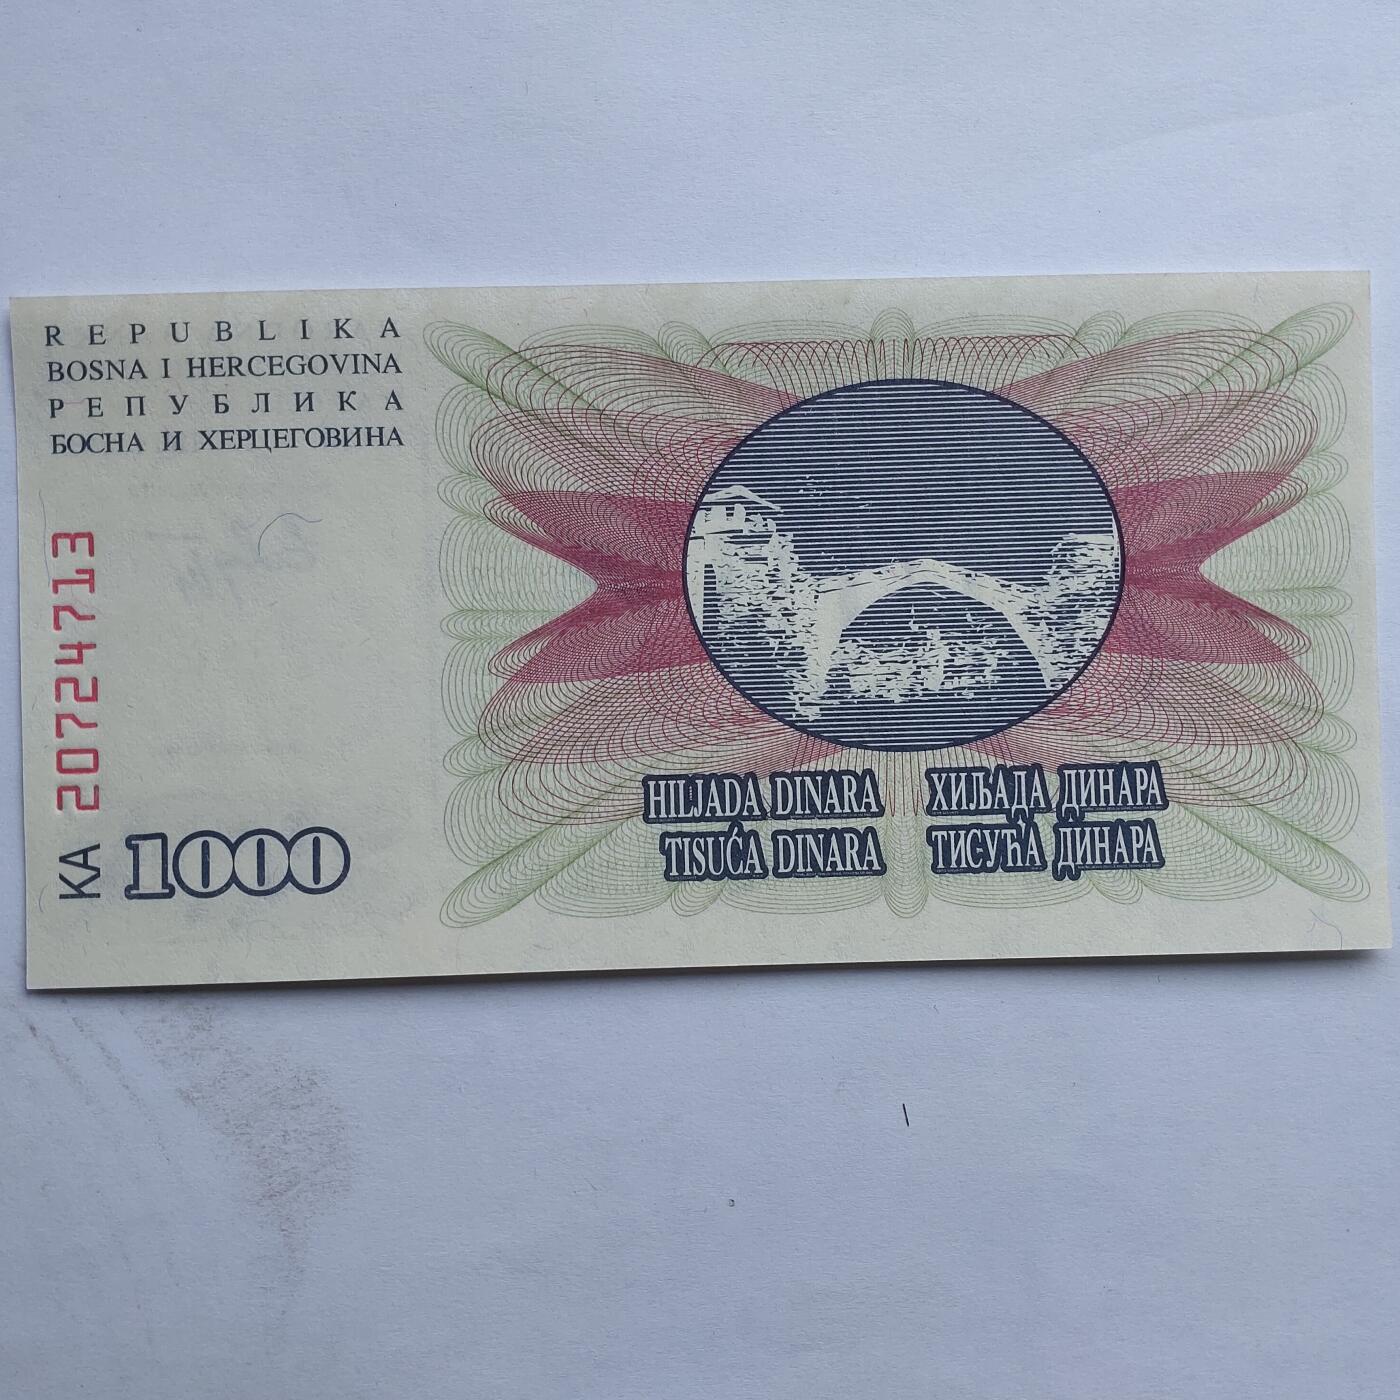 REPUBLIKA
BOSNA I HERCEGOVINA
РЕПУБЛИКА
БОСНА И ХЕРЦЕГОВИНА
KA 20724713
1000
HILJADA DINARA ХИЉАДА ДИНАРА
TISUĆA DINARA ТИСУЋА ДИНАРА